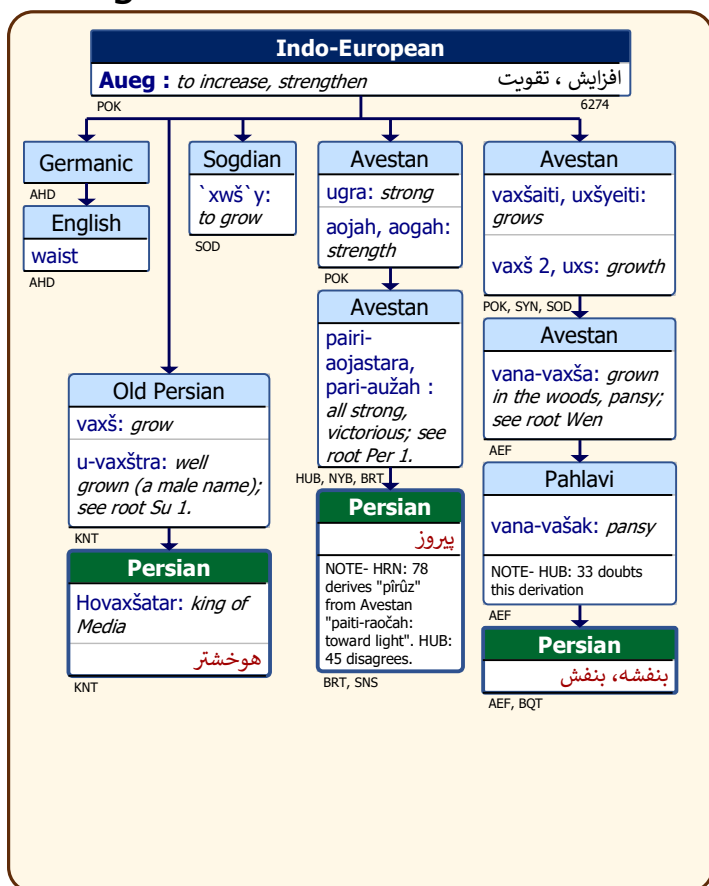 Indo-European
Aueg : to increase, strengthen افزایش ، تقویت
POK 6274
Germanic
AHD
English
waist
AHD
Sogdian
`xwš`y:
to grow
SOD
Avestan
ugra: strong
aojah, aogah:
strength
POK
Avestan
vaxšaiti, uxšyeiti:
grows
vaxš 2, uxs: growth
POK, SYN, SOD
Old Persian
vaxš: grow
u-vaxštra: well
grown (a male name);
see root Su 1.
KNT
Persian
Hovaxšatar: king of
Media
هوخشتر
KNT
Avestan
pairi-
aojastara,
pari-aužah :
all strong,
victorious; see
root Per 1.
HUB, NYB, BRT
Persian
پیروز
NOTE- HRN: 78
derives "pîrûz"
from Avestan
"paiti-raočah:
toward light". HUB:
45 disagrees.
BRT, SNS
Avestan
vana-vaxša: grown
in the woods, pansy;
see root Wen
AEF
Pahlavi
vana-vašak: pansy
NOTE- HUB: 33 doubts
this derivation
AEF
Persian
بنفشه، بنفش
AEF, BQT